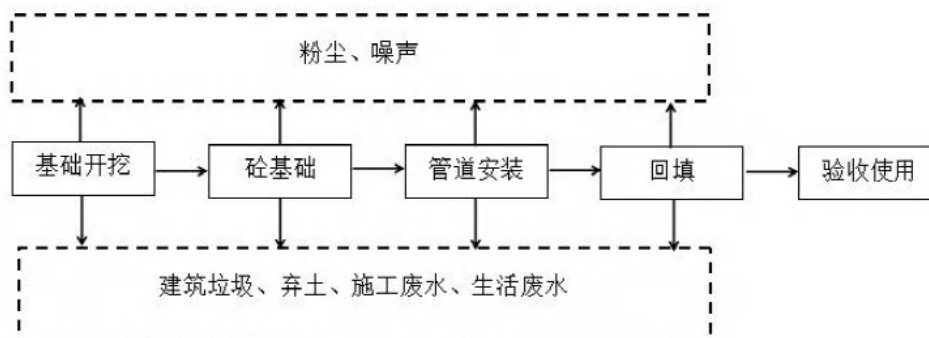 粉尘、噪声
基础开挖
砼基础
管道安装
回填
验收使用
建筑垃圾、弃土、施工废水、生活废水